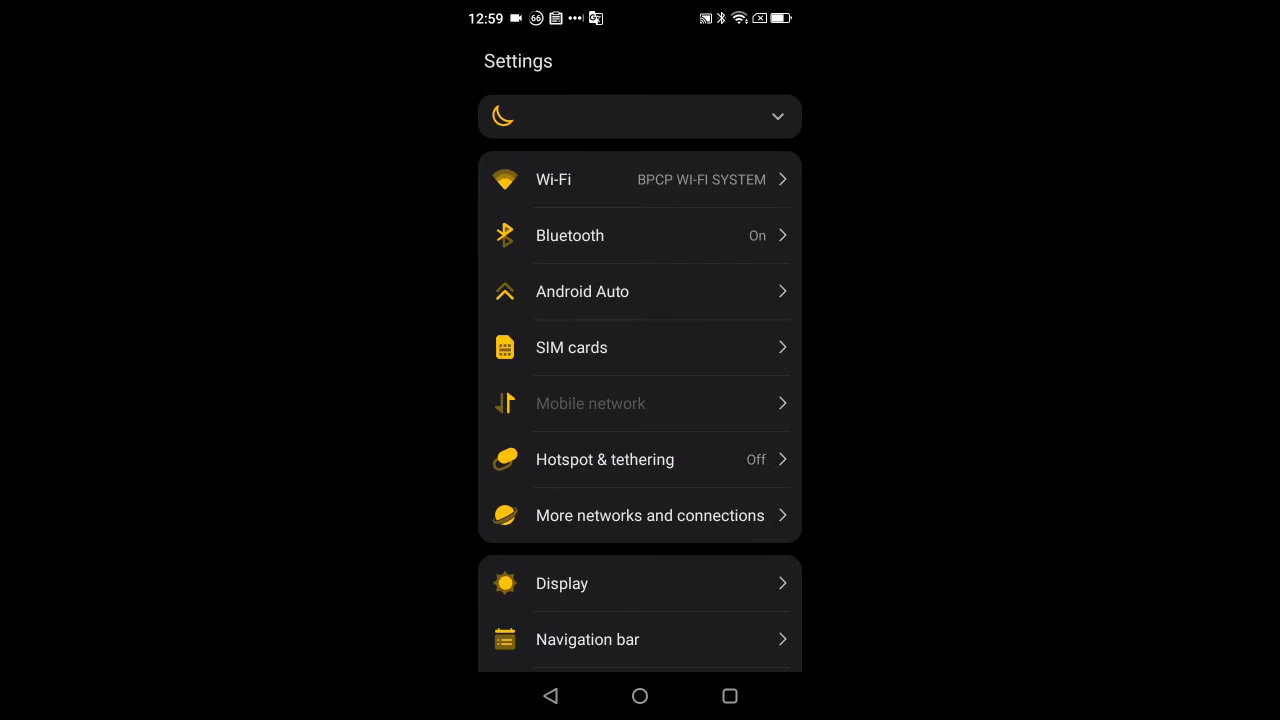 12:59 66
Settings
Wi-Fi BPCP WI-FI SYSTEM
Bluetooth On
Android Auto
SIM cards
Mobile network
Hotspot & tethering Off
More networks and connections
Display
Navigation bar